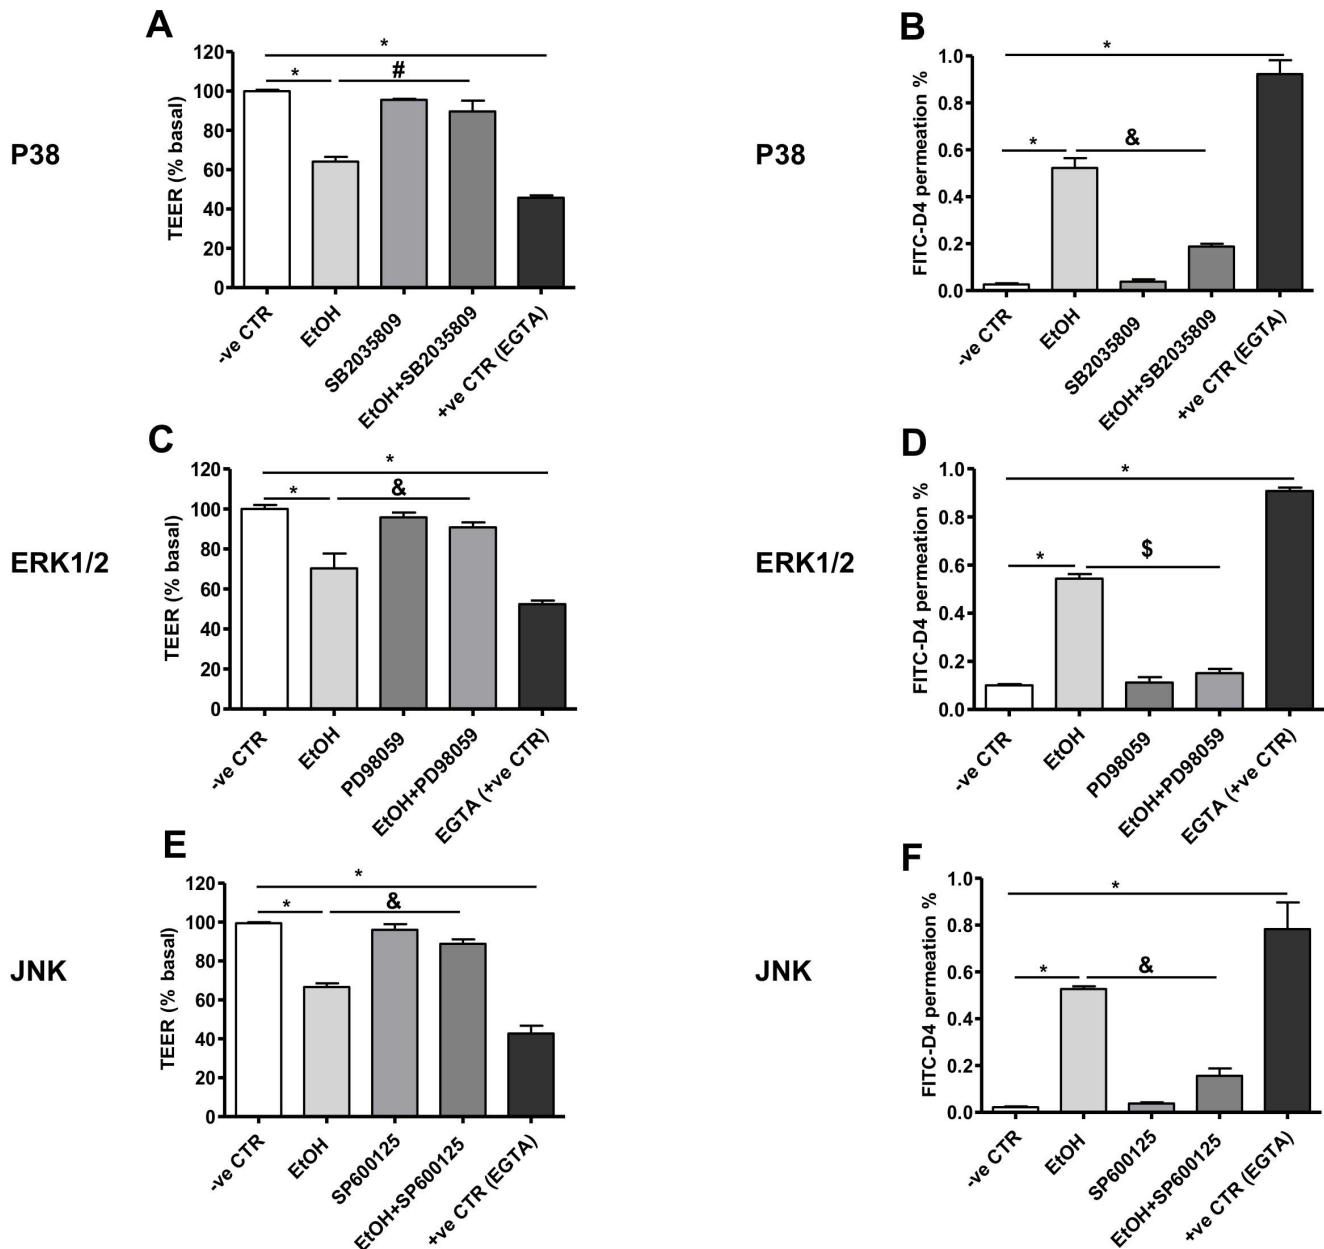 A
P38
TEER (% basal)
120
100
80
60
40
20
0
*
*
#
-ve CTR
EtOH
SB2035809
EtOH+SB2035809
+ve CTR (EGTA)
B
P38
FITC-D4 permeation %
1.0
0.8
0.6
0.4
0.2
0.0
*
*
&
-ve CTR
EtOH
SB2035809
EtOH+SB2035809
+ve CTR (EGTA)
C
ERK1/2
TEER (% basal)
120
100
80
60
40
20
0
*
*
&
-ve CTR
EtOH
PD98059
EtOH+PD98059
EGTA (+ve CTR)
D
ERK1/2
FITC-D4 permeation %
1.0
0.8
0.6
0.4
0.2
0.0
*
*
$
-ve CTR
EtOH
PD98059
EtOH+PD98059
EGTA (+ve CTR)
E
JNK
TEER (% basal)
120
100
80
60
40
20
0
*
*
&
-ve CTR
EtOH
SP600125
EtOH+SP600125
+ve CTR (EGTA)
F
JNK
FITC-D4 permeation %
1.0
0.8
0.6
0.4
0.2
0.0
*
*
&
-ve CTR
EtOH
SP600125
EtOH+SP600125
+ve CTR (EGTA)